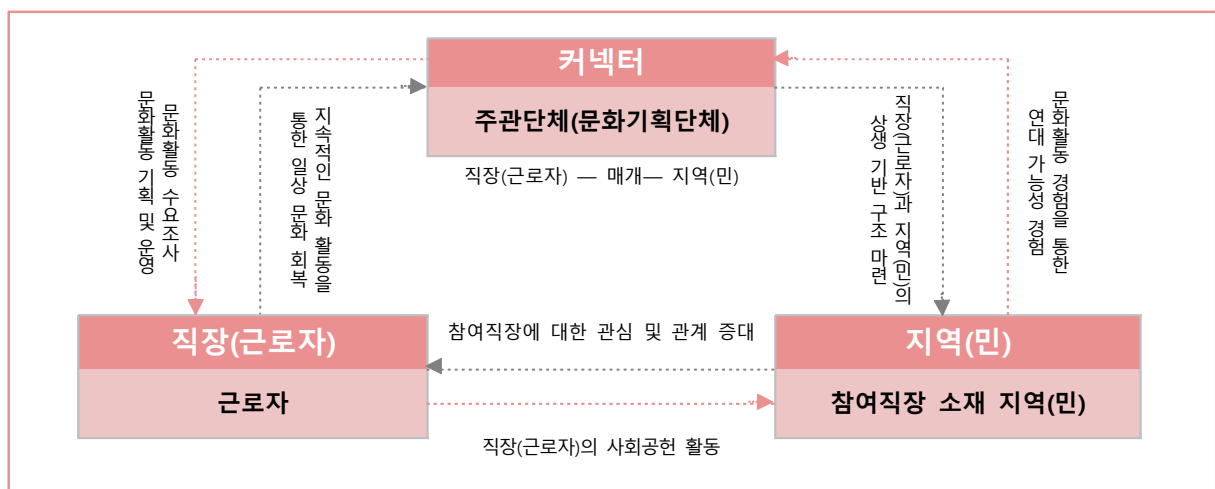 커넥터
주관단체(문화기획단체)
직장(근로자) — 매개— 지역(민)
문화활동 수요조사
문화활동 기획 및 운영
지속적인 문화 활동을
통한 일상 문화 회복
직장(근로자)과 지역(민)의
상생 기반 구조 마련
문화활동 경험을 통한
연대 가능성 경험
직장(근로자)
근로자
참여직장에 대한 관심 및 관계 증대
직장(근로자)의 사회공헌 활동
지역(민)
참여직장 소재 지역(민)